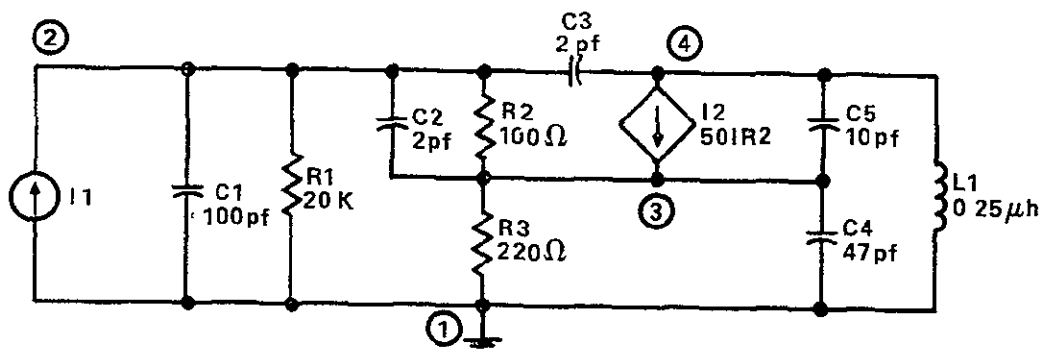 2
C3
2 pf
4
I1
C1
100pf
R1
20 K
C2
2pf
R2
100Ω
R3
220Ω
I2
50IR2
3
C5
10pf
C4
47pf
L1
0 25μh
1